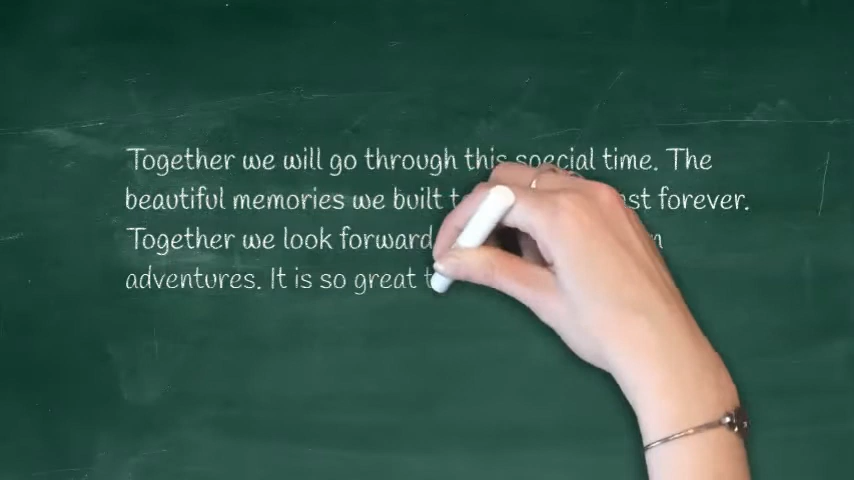 Together we will go through this special time. The
beautiful memories we built forever.
Together we look forward
adventures. It is so great